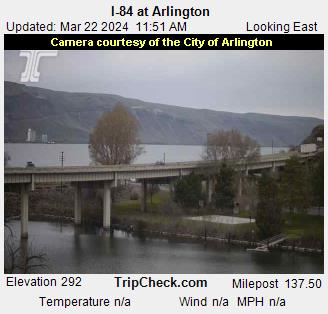 I-84 at Arlington
Updated: Mar 22 2024 11:51 AM Looking East
Camera courtesy of the City of Arlington
Elevation 292 TripCheck.com Milepost 137.50
Temperature n/a Wind n/a MPH n/a